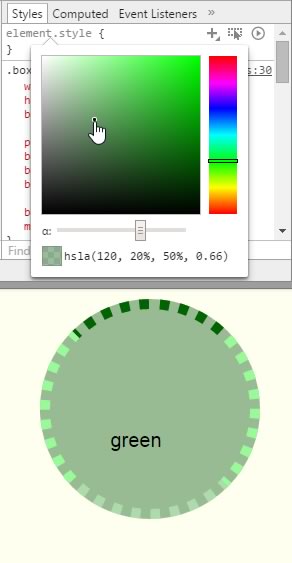 Styles Computed Event Listeners »
element.style {
}
.box s:30
w
h
b
p
b
b
b
b
m
}
Find
α:
hsla(120, 20%, 50%, 0.66)
green